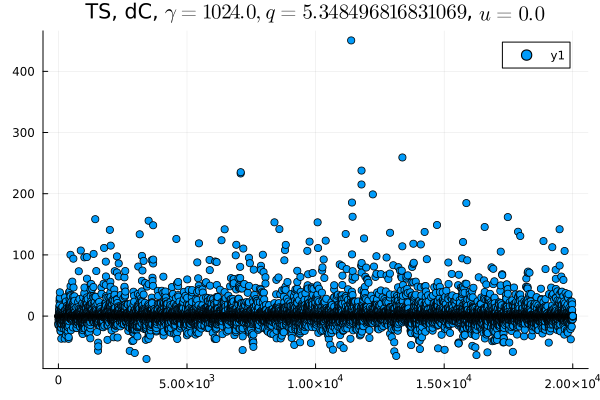 TS, dC, γ = 1024.0, q = 5.348496816831069, u = 0.0
y1
400
300
200
100
0
0 5.00×10³ 1.00×10⁴ 1.50×10⁴ 2.00×10⁴